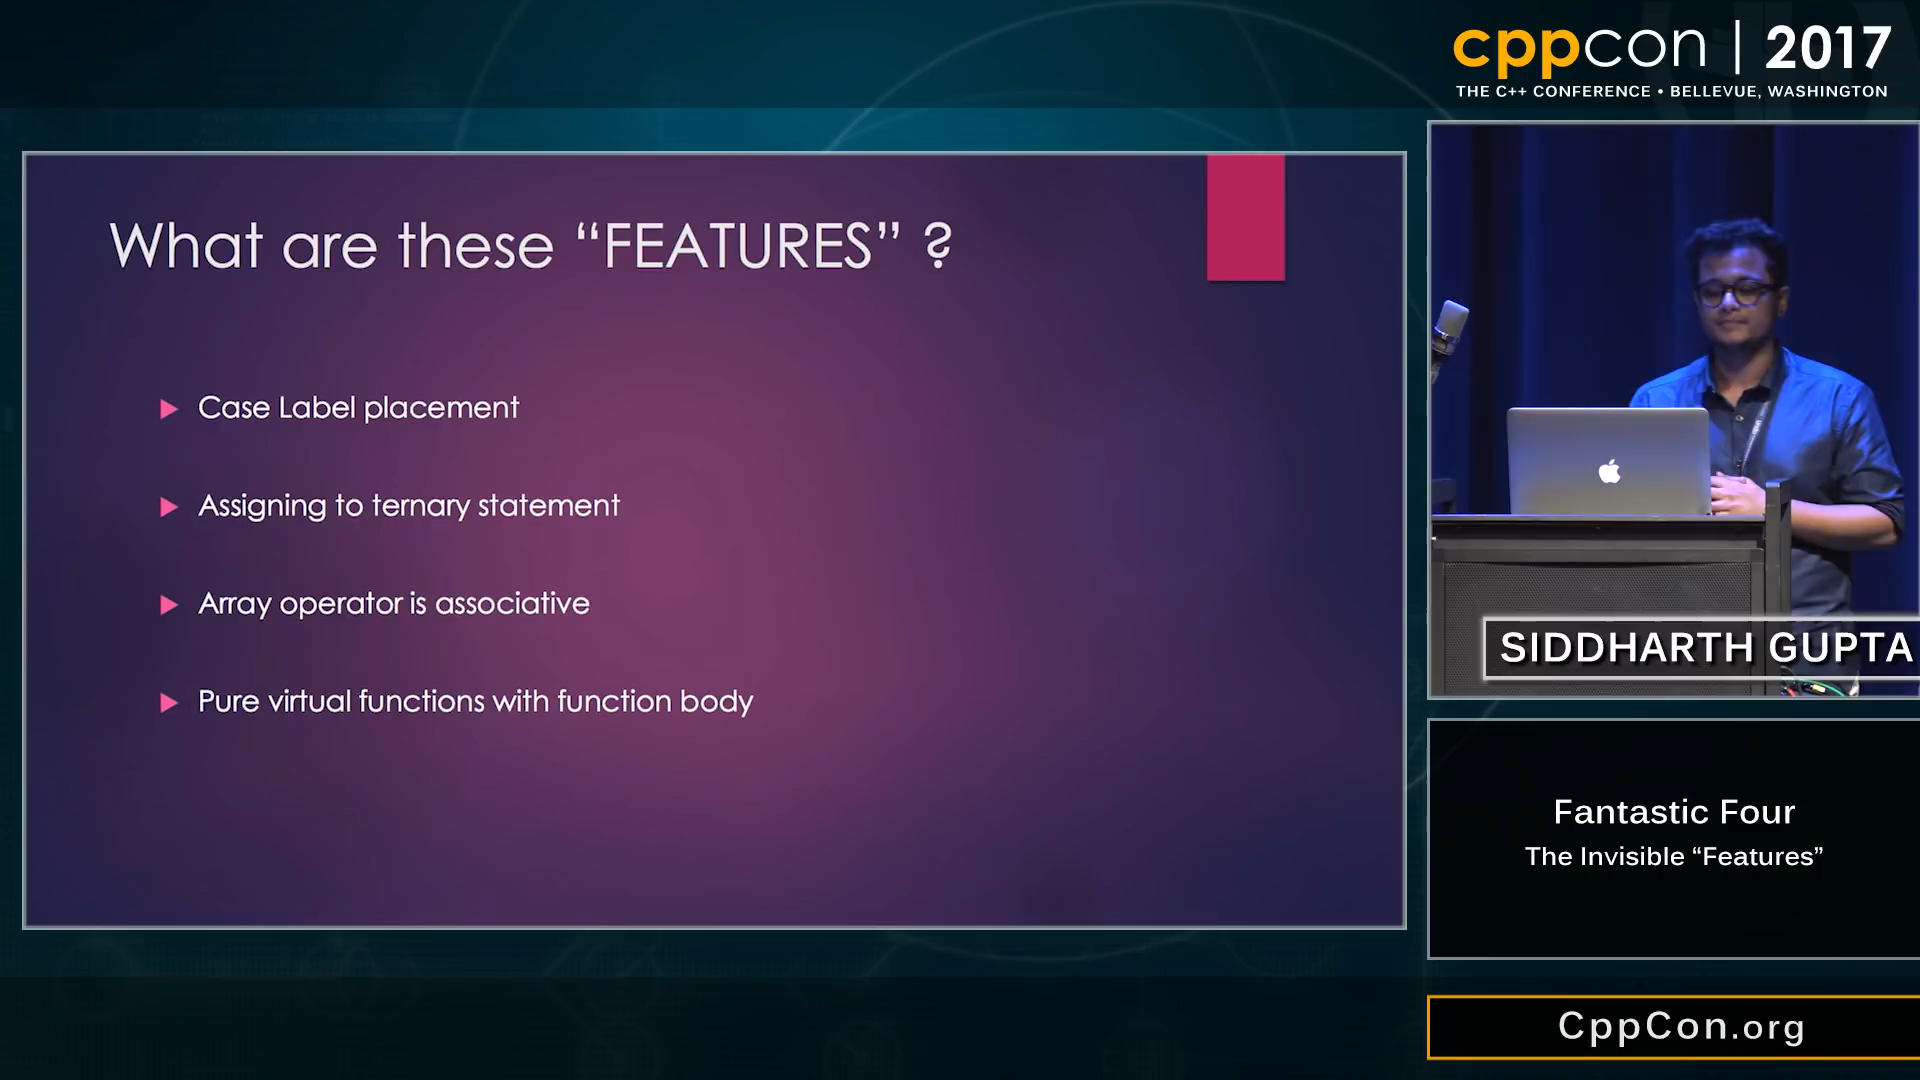 cppcon | 2017
THE C++ CONFERENCE • BELLEVUE, WASHINGTON
What are these “FEATURES” ?
Case Label placement
Assigning to ternary statement
Array operator is associative
Pure virtual functions with function body
SIDDHARTH GUPTA
Fantastic Four
The Invisible “Features”
CppCon.org